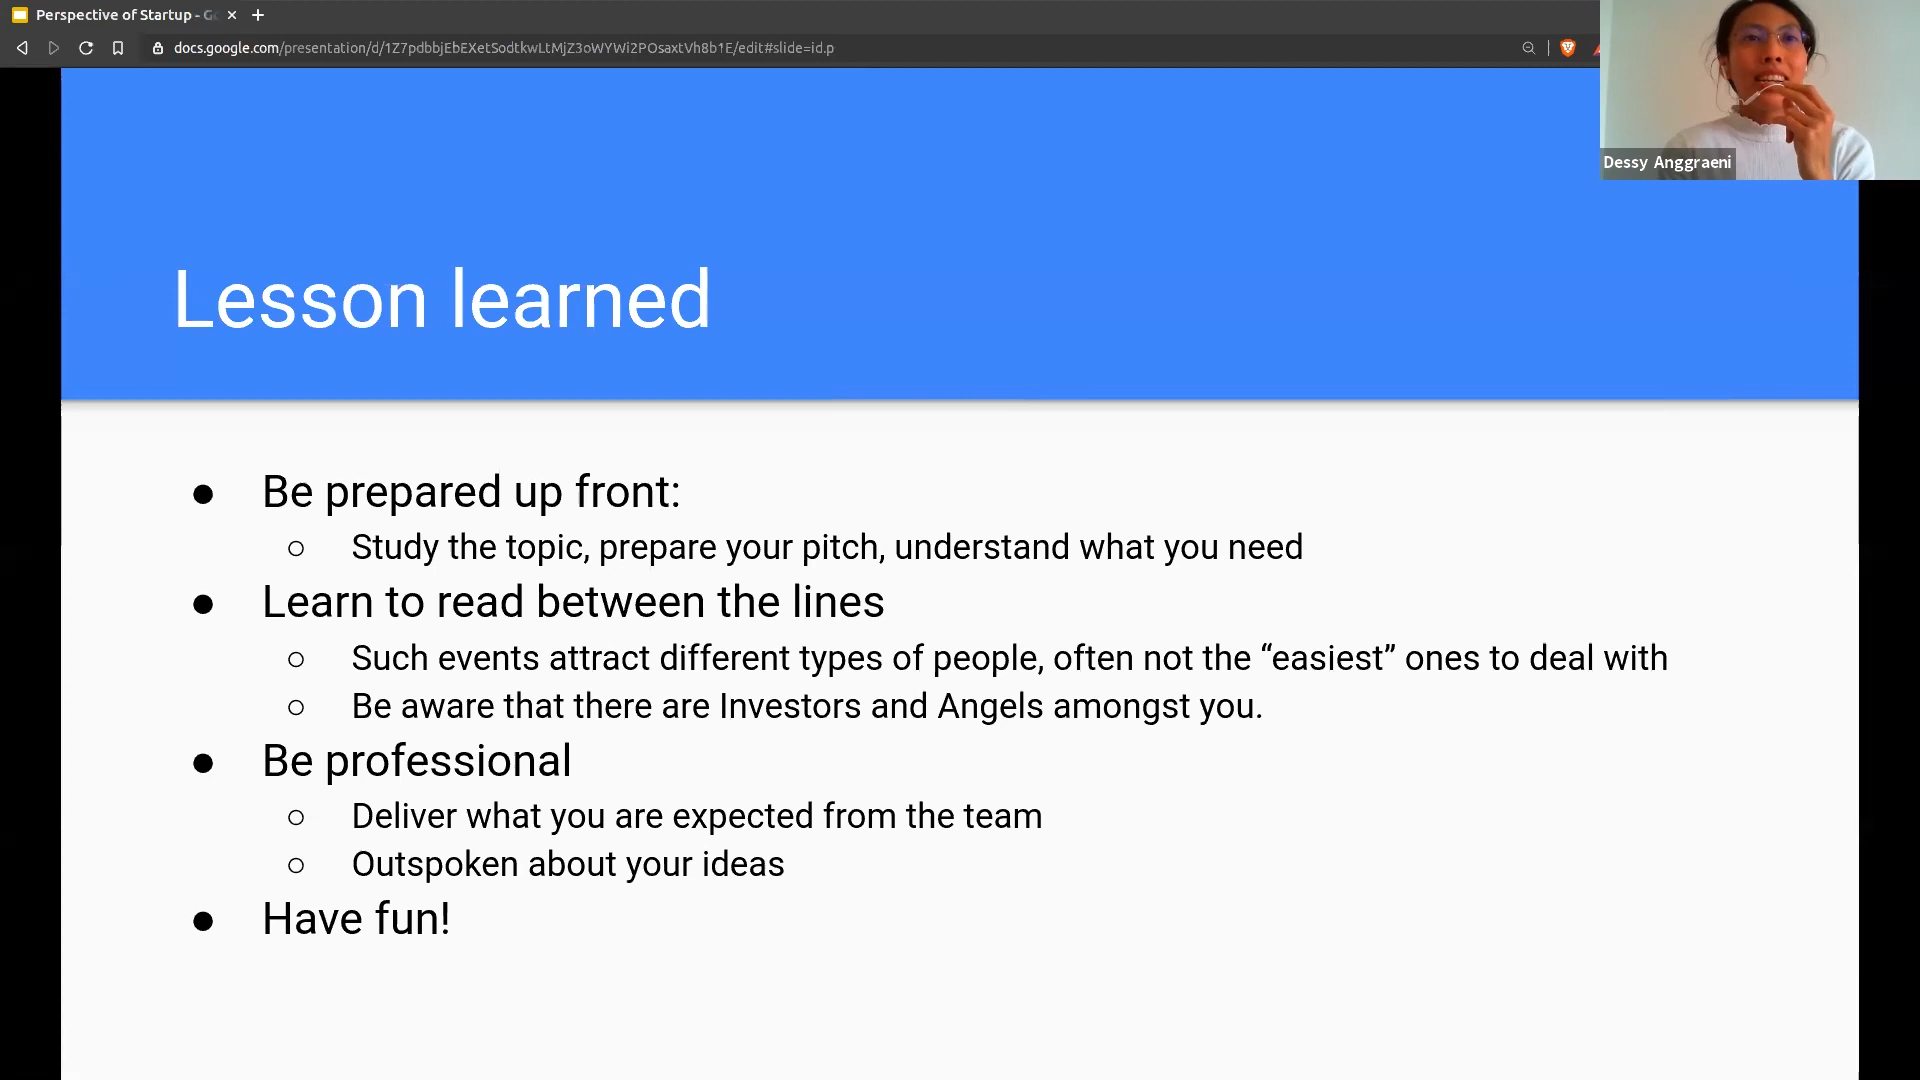 Perspective of Startup - Go
docs.google.com/presentation/d/1Z7pdbbjEbEXetSodtkwLtMjZ3oWYWi2POsaxtVh8b1E/edit#slide=id.p
Dessy Anggraeni
Lesson learned
● Be prepared up front:
○ Study the topic, prepare your pitch, understand what you need
● Learn to read between the lines
○ Such events attract different types of people, often not the “easiest” ones to deal with
○ Be aware that there are Investors and Angels amongst you.
● Be professional
○ Deliver what you are expected from the team
○ Outspoken about your ideas
● Have fun!